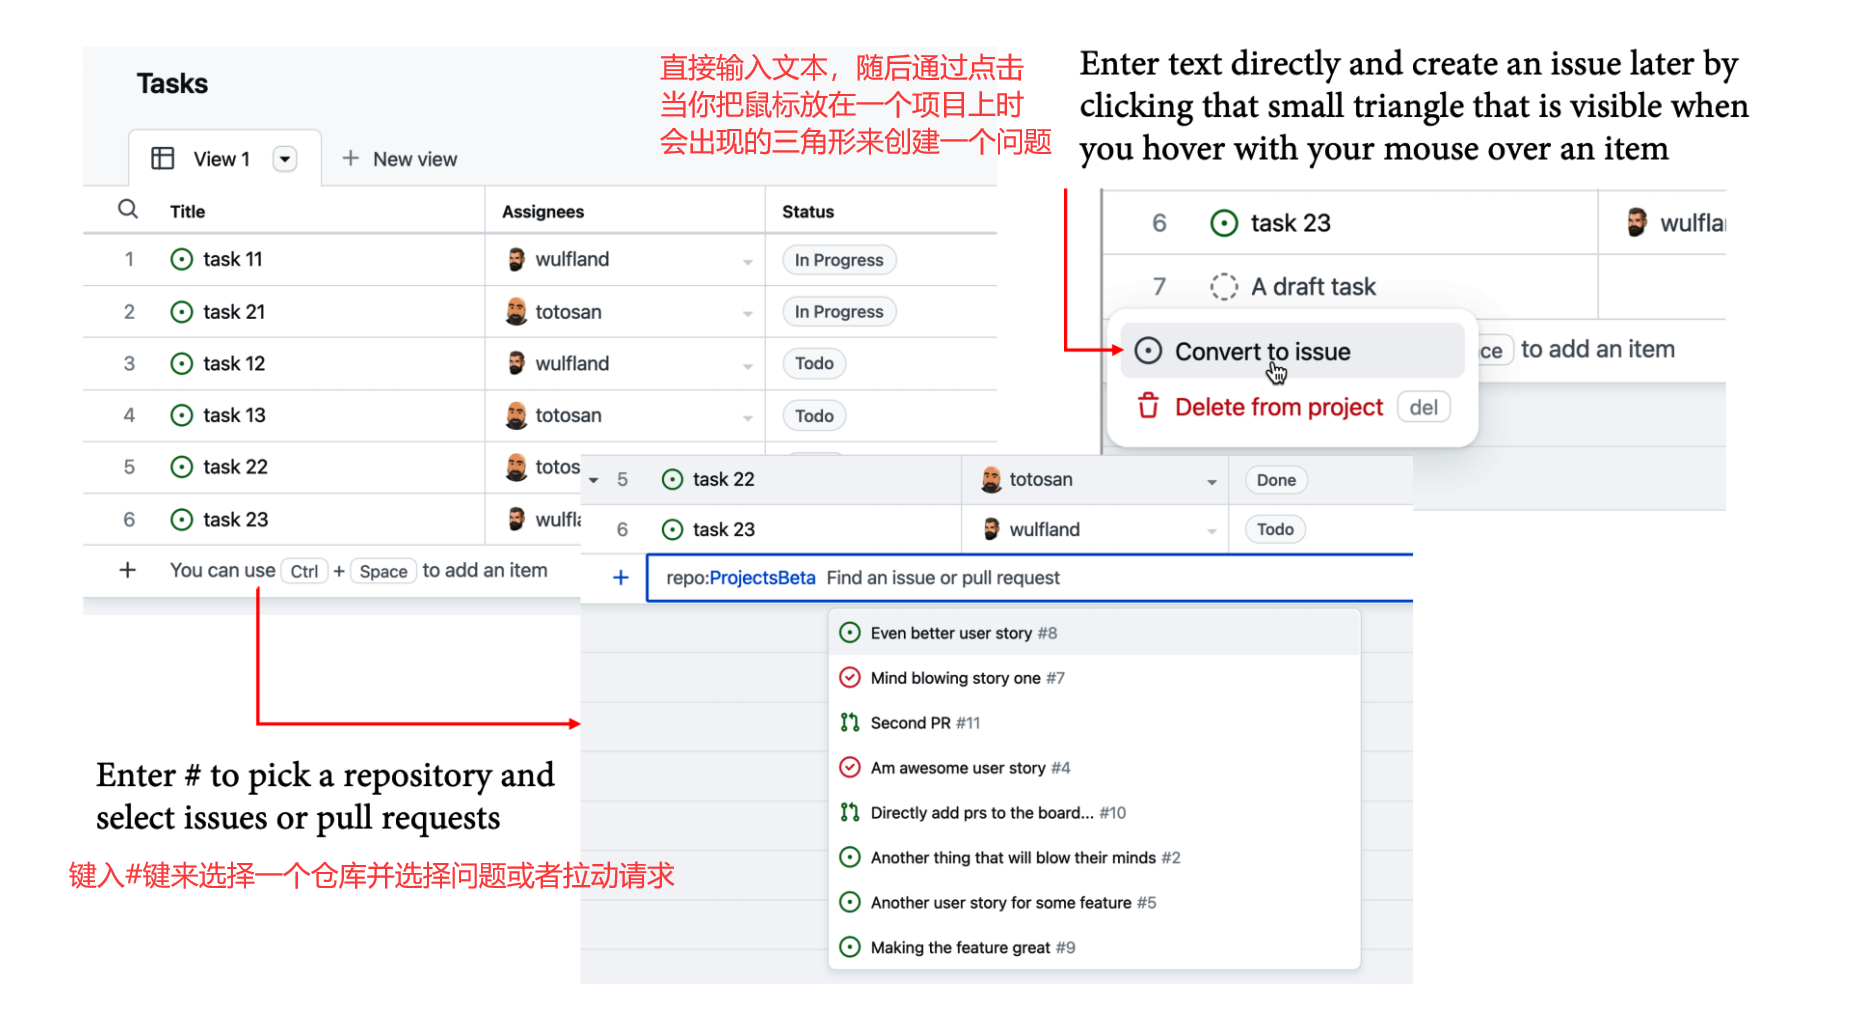 Tasks
直接输入文本，随后通过点击
当你把鼠标放在一个项目上时
会出现的三角形来创建一个问题
Enter text directly and create an issue later by
clicking that small triangle that is visible when
you hover with your mouse over an item
View 1
+ New view
Title Assignees Status
1 task 11 wulfland In Progress
2 task 21 totosan In Progress
3 task 12 wulfland Todo
4 task 13 totosan Todo
5 task 22 totos
6 task 23 wulfla
+ You can use Ctrl + Space to add an item
6 task 23 wulflan
7 A draft task
Convert to issue
ce to add an item
Delete from project del
5 task 22 totosan Done
6 task 23 wulfland Todo
+ repo:ProjectsBeta Find an issue or pull request
Even better user story #8
Mind blowing story one #7
Second PR #11
Am awesome user story #4
Directly add prs to the board... #10
Another thing that will blow their minds #2
Another user story for some feature #5
Making the feature great #9
Enter # to pick a repository and
select issues or pull requests
键入#键来选择一个仓库并选择问题或者拉动请求